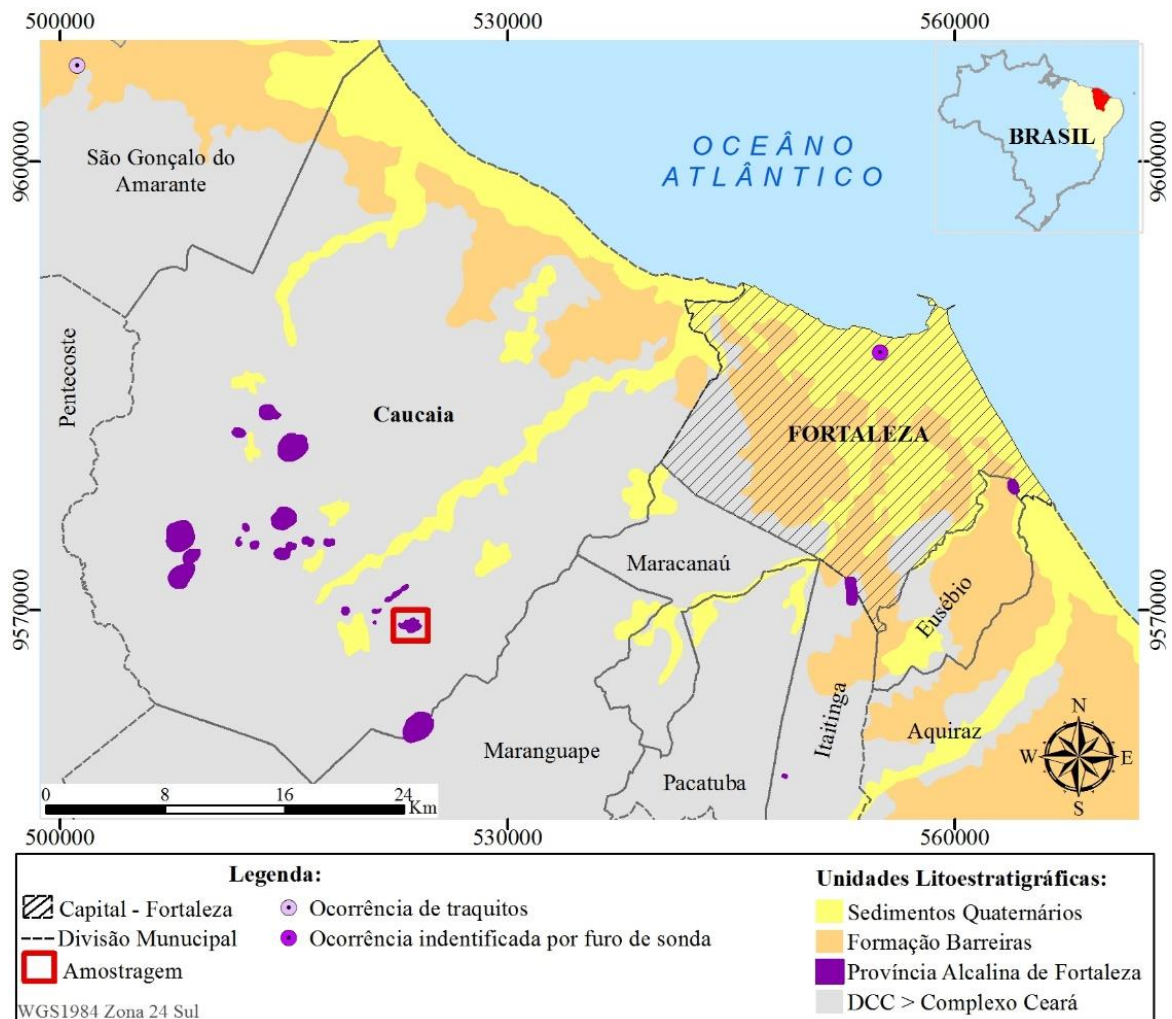 500000
530000
560000
9600000
9600000
9570000
9570000
São Gonçalo do
Amarante
OCEÂNO
ATLÂNTICO
BRASIL
Pentecoste
Caucaia
FORTALEZA
Maracanaú
Eusébio
Maranguape
Pacatuba
Itaitinga
Aquiraz
N
W
E
S
0
8
16
24
Km
500000
530000
560000
Legenda:
Capital - Fortaleza
Divisão Munucipal
Amostragem
Ocorrência de traquitos
Ocorrência indentificada por furo de sonda
WGS1984 Zona 24 Sul
Unidades Litoestratigráficas:
Sedimentos Quaternários
Formação Barreiras
Província Alcalina de Fortaleza
DCC > Complexo Ceará